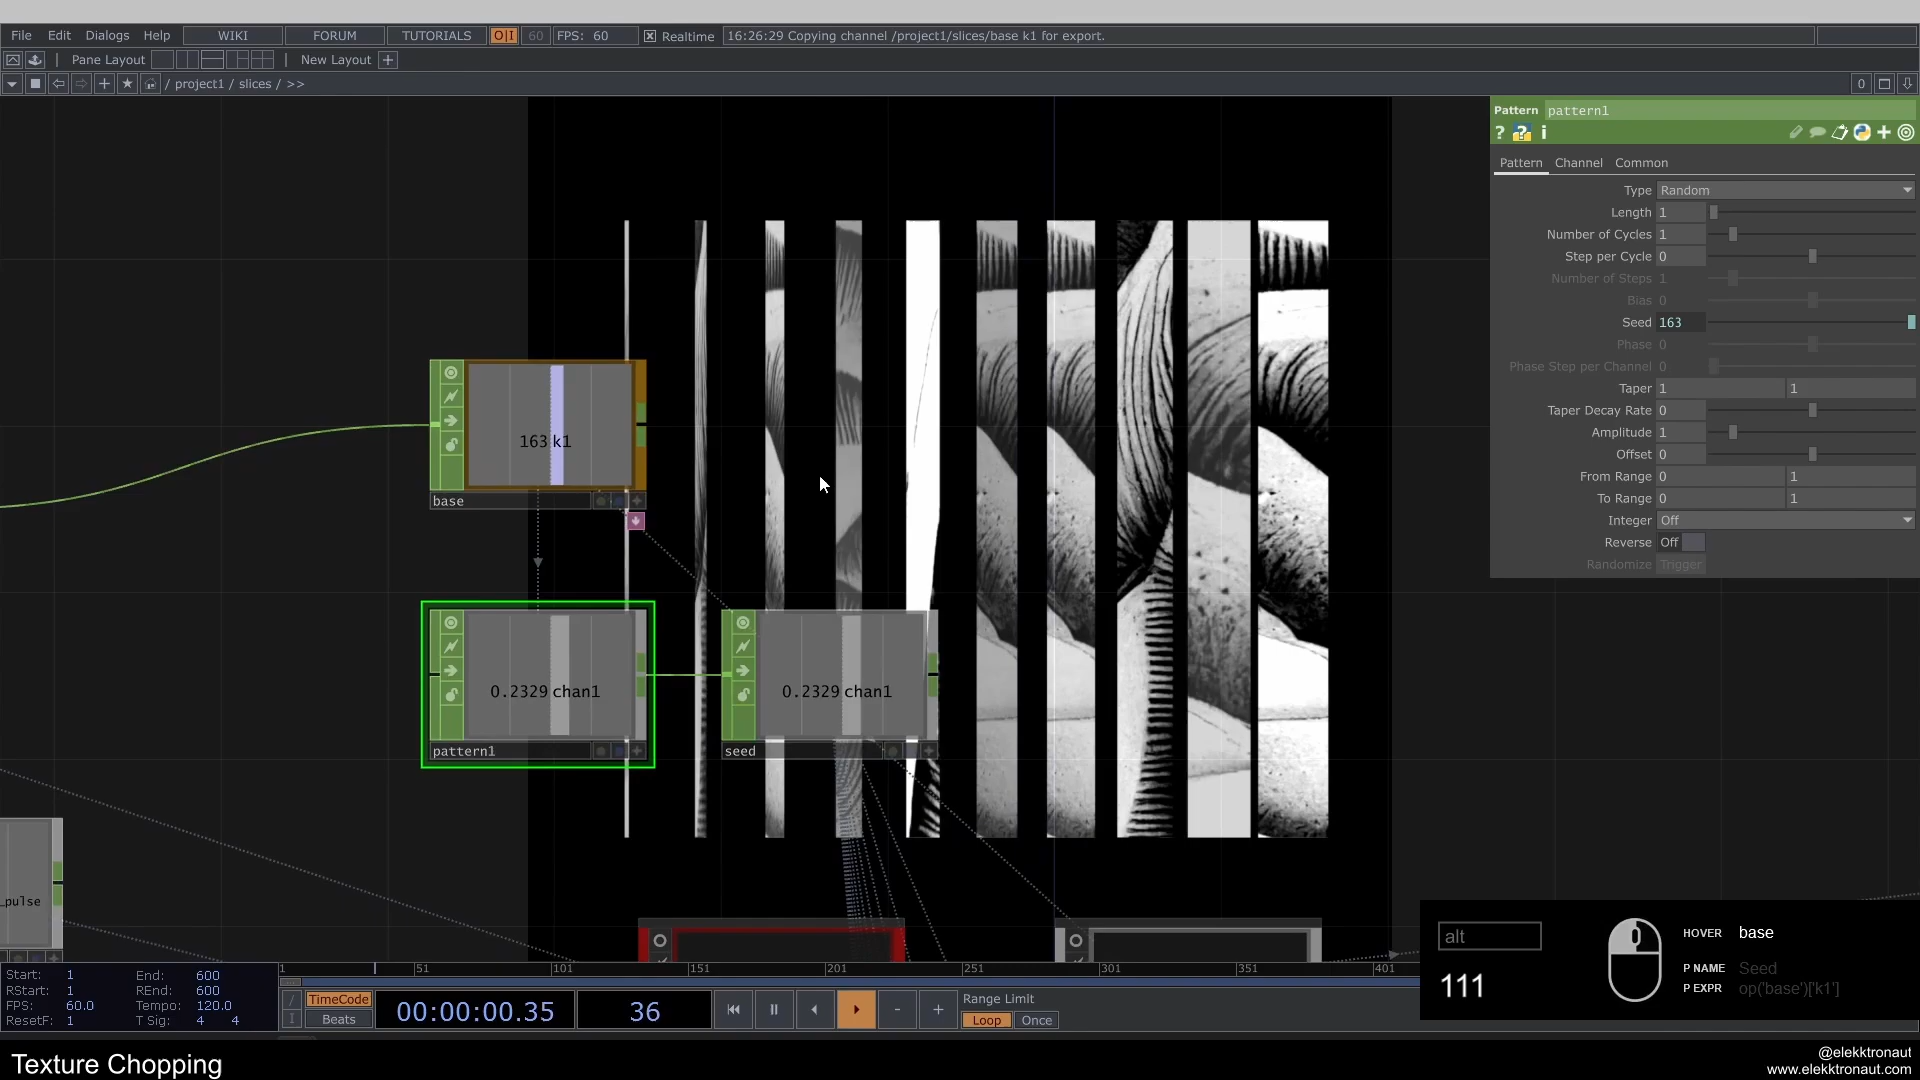 File Edit Dialogs Help WIKI FORUM TUTORIALS O|I 60 FPS: 60 Realtime 16:26:29 Copying channel /project1/slices/base k1 for export.
Pane Layout New Layout
/ project1 / slices / >> 0
Pattern pattern1
? ? i
Pattern Channel Common
Type Random
Length 1
Number of Cycles 1
Step per Cycle 0
Number of Steps 1
Bias 0
Seed 163
Phase 0
Phase Step per Channel 0
Taper 1 1
Taper Decay Rate 0
Amplitude 1
Offset 0
From Range 0 1
To Range 0 1
Integer Off
Reverse Off
Randomize Trigger
163 k1
base
0.2329 chan1
pattern1
0.2329 chan1
seed
_pulse
Start: 1 End: 600
RStart: 1 REnd: 600
FPS: 60.0 Tempo: 120.0
ResetF: 1 T Sig: 4 4
1 51 101 151 201 251 301 351 401
TimeCode
Beats
00:00:00.35
36
Range Limit
Loop Once
alt
111
HOVER base
P NAME Seed
P EXPR op('base')['k1']
Texture Chopping
@elekktronaut
www.elekktronaut.com